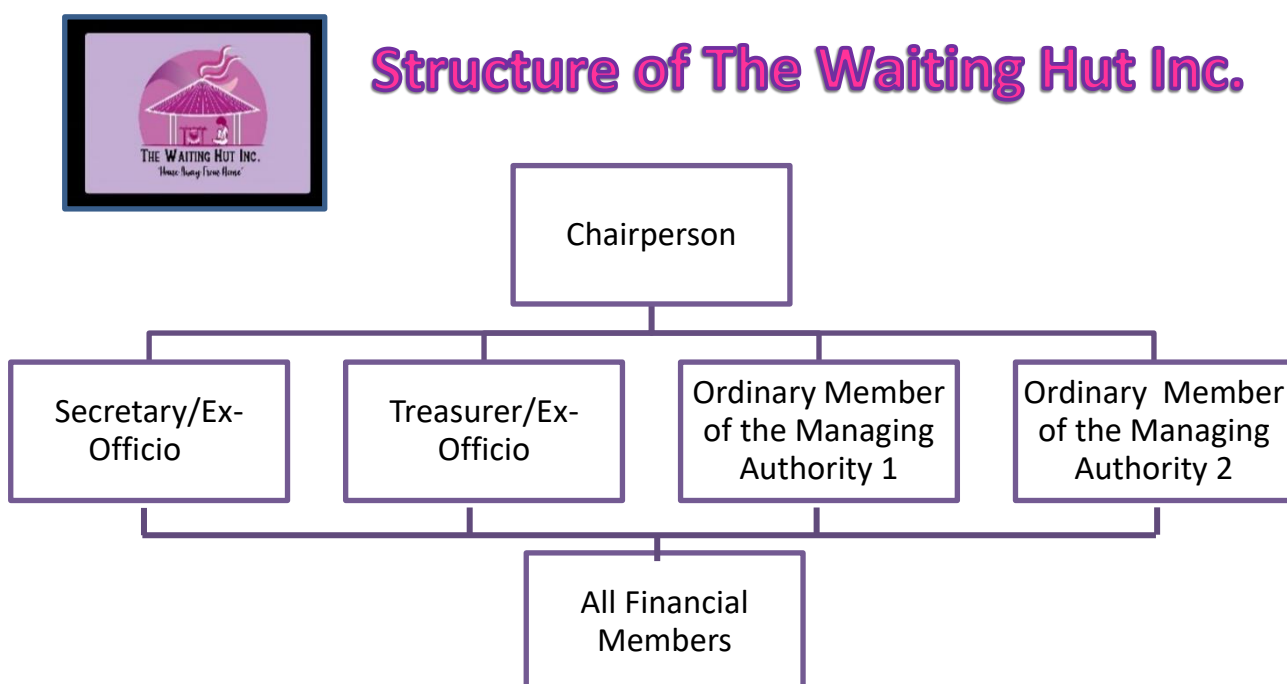 Structure of The Waiting Hut Inc.
THE WAITING HUT INC.
"Home Away From Home"
Chairperson
Secretary/Ex-
Officio
Treasurer/Ex-
Officio
Ordinary Member
of the Managing
Authority 1
Ordinary Member
of the Managing
Authority 2
All Financial
Members